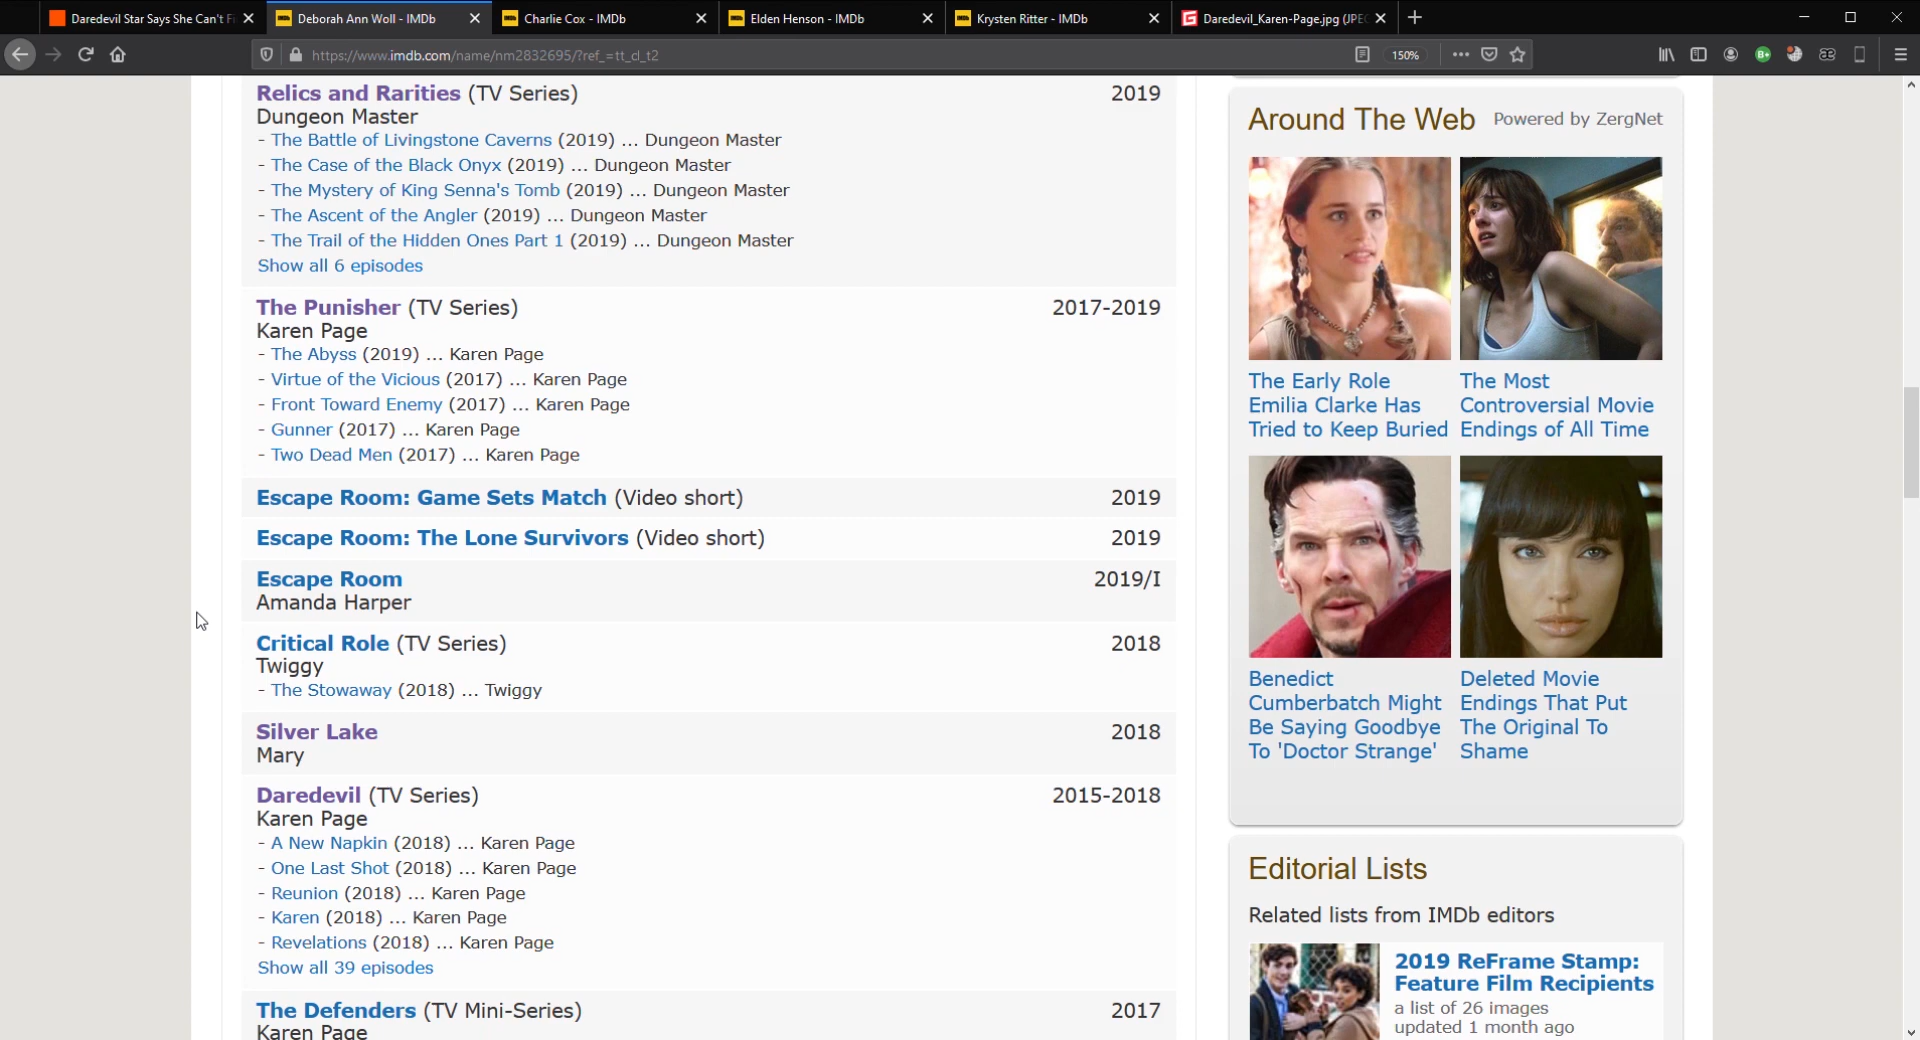 Daredevil Star Says She Can't Fi
Deborah Ann Woll - IMDb
Charlie Cox - IMDb
Elden Henson - IMDb
Krysten Ritter - IMDb
Daredevil_Karen-Page.jpg (JPEG
https://www.imdb.com/name/nm2832695/?ref_=tt_cl_t2
150%
Relics and Rarities (TV Series) 2019
Dungeon Master
- The Battle of Livingstone Caverns (2019) ... Dungeon Master
- The Case of the Black Onyx (2019) ... Dungeon Master
- The Mystery of King Senna's Tomb (2019) ... Dungeon Master
- The Ascent of the Angler (2019) ... Dungeon Master
- The Trail of the Hidden Ones Part 1 (2019) ... Dungeon Master
Show all 6 episodes
The Punisher (TV Series) 2017-2019
Karen Page
- The Abyss (2019) ... Karen Page
- Virtue of the Vicious (2017) ... Karen Page
- Front Toward Enemy (2017) ... Karen Page
- Gunner (2017) ... Karen Page
- Two Dead Men (2017) ... Karen Page
Escape Room: Game Sets Match (Video short) 2019
Escape Room: The Lone Survivors (Video short) 2019
Escape Room 2019/I
Amanda Harper
Critical Role (TV Series) 2018
Twiggy
- The Stowaway (2018) ... Twiggy
Silver Lake 2018
Mary
Daredevil (TV Series) 2015-2018
Karen Page
- A New Napkin (2018) ... Karen Page
- One Last Shot (2018) ... Karen Page
- Reunion (2018) ... Karen Page
- Karen (2018) ... Karen Page
- Revelations (2018) ... Karen Page
Show all 39 episodes
The Defenders (TV Mini-Series) 2017
Karen Page
Around The Web Powered by ZergNet
The Early Role
Emilia Clarke Has
Tried to Keep Buried
The Most
Controversial Movie
Endings of All Time
Benedict
Cumberbatch Might
Be Saying Goodbye
To 'Doctor Strange'
Deleted Movie
Endings That Put
The Original To
Shame
Editorial Lists
Related lists from IMDb editors
2019 ReFrame Stamp:
Feature Film Recipients
a list of 26 images
updated 1 month ago